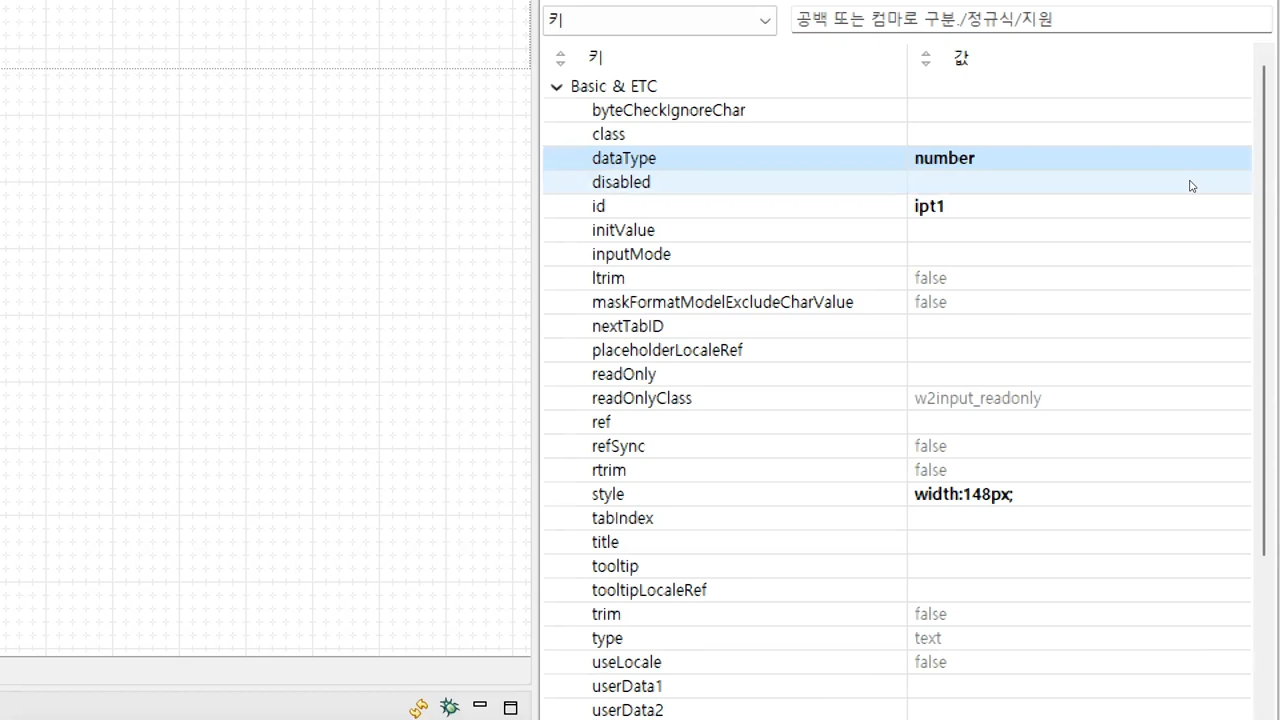 키 공백 또는 컴마로 구분./정규식/지원
키 값
Basic & ETC
byteCheckIgnoreChar
class
dataType number
disabled
id ipt1
initValue
inputMode
ltrim false
maskFormatModelExcludeCharValue false
nextTabID
placeholderLocaleRef
readOnly
readOnlyClass w2input_readonly
ref
refSync false
rtrim false
style width:148px;
tabIndex
title
tooltip
tooltipLocaleRef
trim false
type text
useLocale false
userData1
userData2